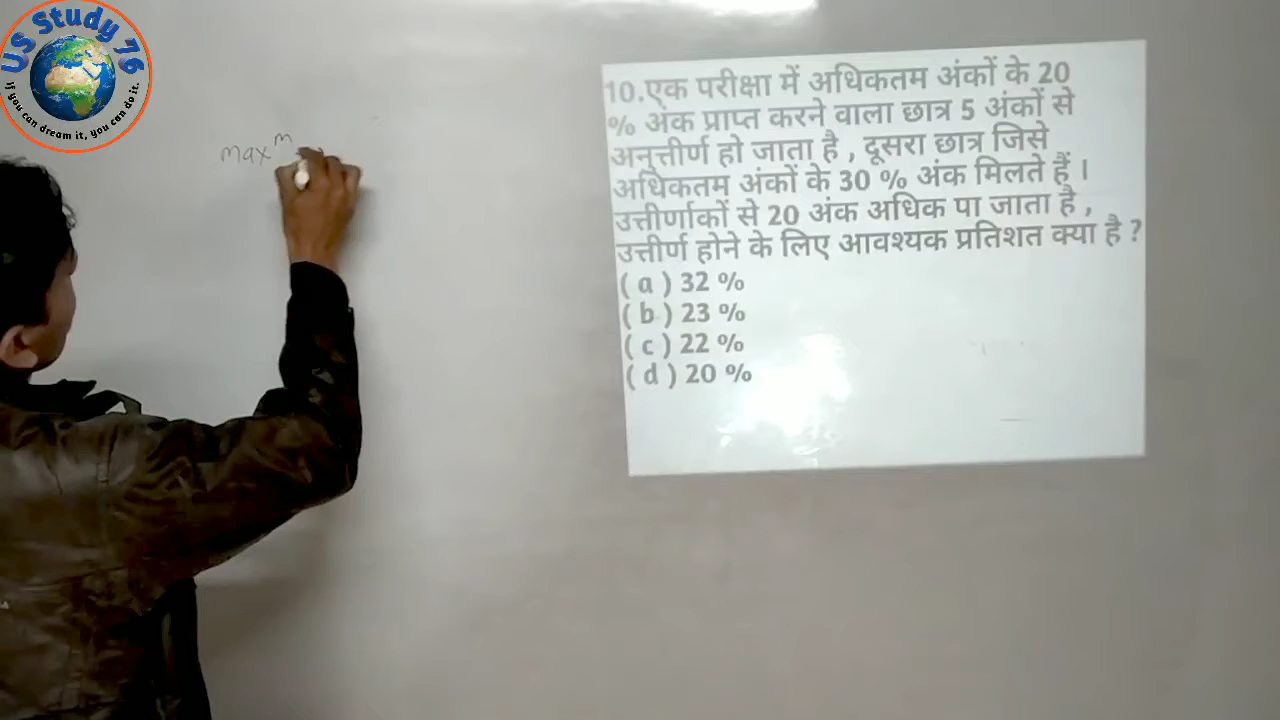 US Study 76
If you can dream it, you can do it.
max^m
10.एक परीक्षा में अधिकतम अंकों के 20
% अंक प्राप्त करने वाला छात्र 5 अंकों से
अनुत्तीर्ण हो जाता है , दूसरा छात्र जिसे
अधिकतम अंकों के 30 % अंक मिलते हैं ।
उत्तीर्णाकों से 20 अंक अधिक पा जाता है ,
उत्तीर्ण होने के लिए आवश्यक प्रतिशत क्या है ?
( a ) 32 %
( b ) 23 %
( c ) 22 %
( d ) 20 %